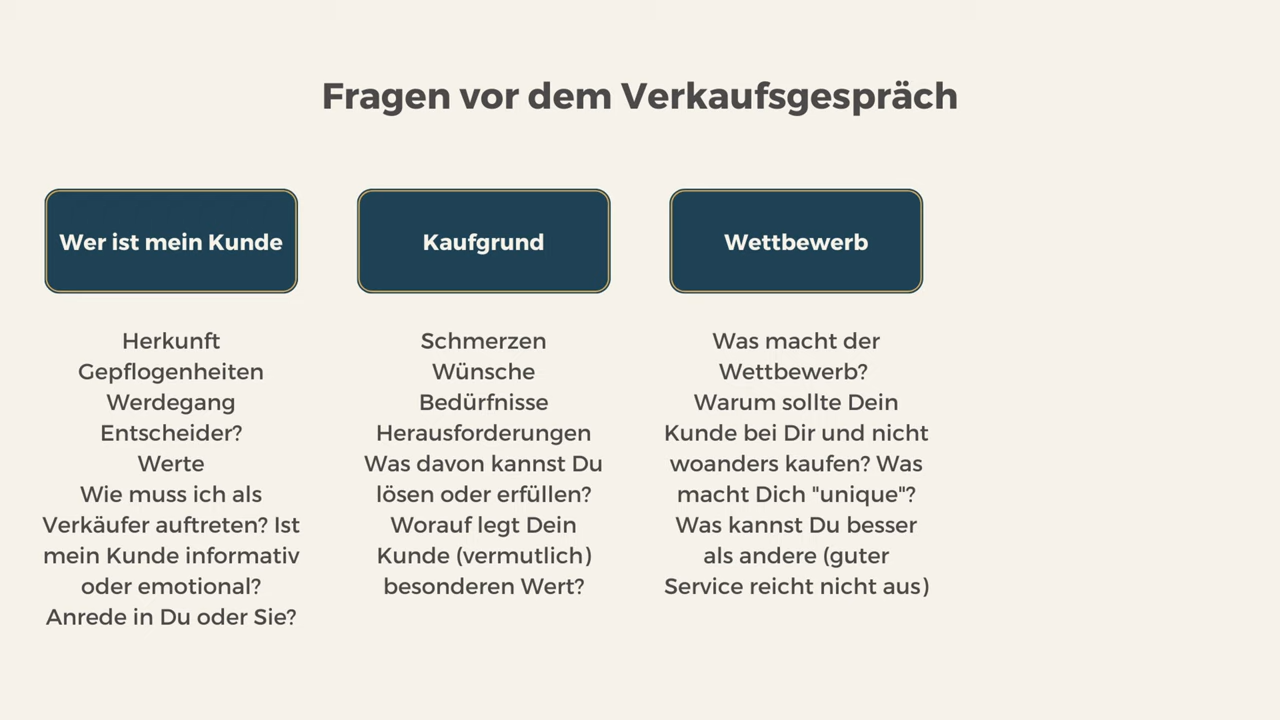 Fragen vor dem Verkaufsgespräch
Wer ist mein Kunde
Herkunft
Gepflogenheiten
Werdegang
Entscheider?
Werte
Wie muss ich als
Verkäufer auftreten? Ist
mein Kunde informativ
oder emotional?
Anrede in Du oder Sie?
Kaufgrund
Schmerzen
Wünsche
Bedürfnisse
Herausforderungen
Was davon kannst Du
lösen oder erfüllen?
Worauf legt Dein
Kunde (vermutlich)
besonderen Wert?
Wettbewerb
Was macht der
Wettbewerb?
Warum sollte Dein
Kunde bei Dir und nicht
woanders kaufen? Was
macht Dich "unique"?
Was kannst Du besser
als andere (guter
Service reicht nicht aus)